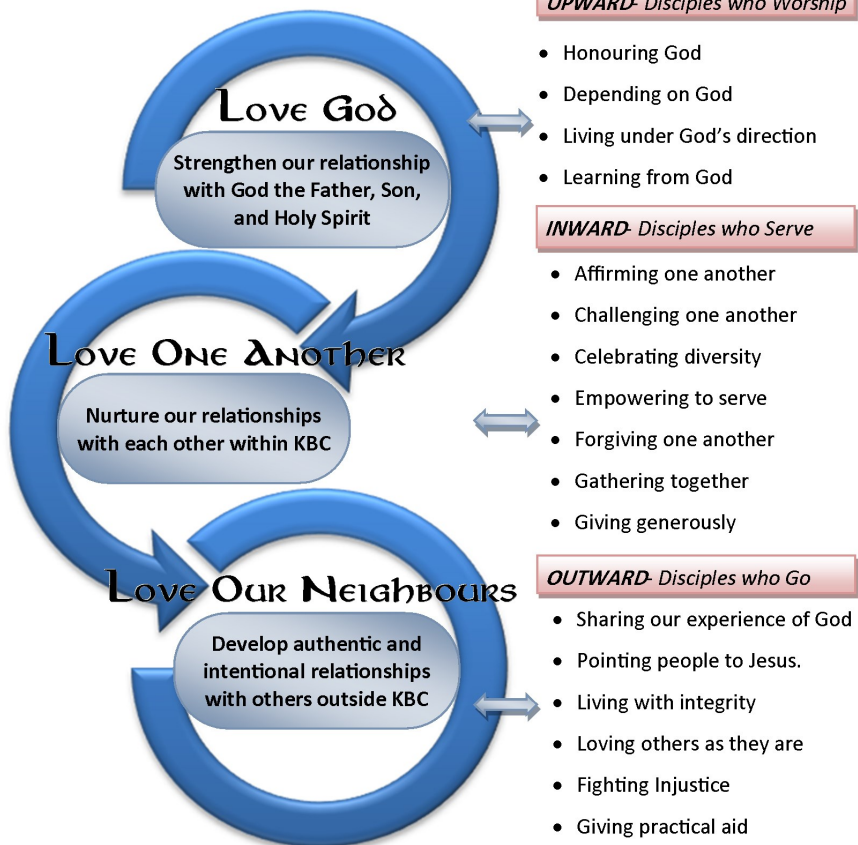 UPWARD- Disciples who Worship
Love God
Strengthen our relationship
with God the Father, Son,
and Holy Spirit
• Honouring God
• Depending on God
• Living under God’s direction
• Learning from God
INWARD- Disciples who Serve
Love One Another
Nurture our relationships
with each other within KBC
• Affirming one another
• Challenging one another
• Celebrating diversity
• Empowering to serve
• Forgiving one another
• Gathering together
• Giving generously
OUTWARD- Disciples who Go
Love Our Neighbours
Develop authentic and
intentional relationships
with others outside KBC
• Sharing our experience of God
• Pointing people to Jesus.
• Living with integrity
• Loving others as they are
• Fighting Injustice
• Giving practical aid